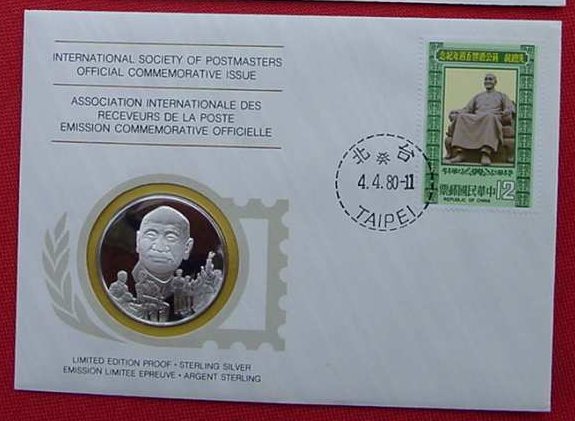 INTERNATIONAL SOCIETY OF POSTMASTERS
OFFICIAL COMMEMORATIVE ISSUE
ASSOCIATION INTERNATIONALE DES
RECEVEURS DE LA POSTE
EMISSION COMMEMORATIVE OFFICIELLE
台北
4.4.80-11
TAIPEI
票郵國民華中
12
REPUBLIC OF CHINA
LIMITED EDITION PROOF • STERLING SILVER
EMISSION LIMITEE EPREUVE • ARGENT STERLING